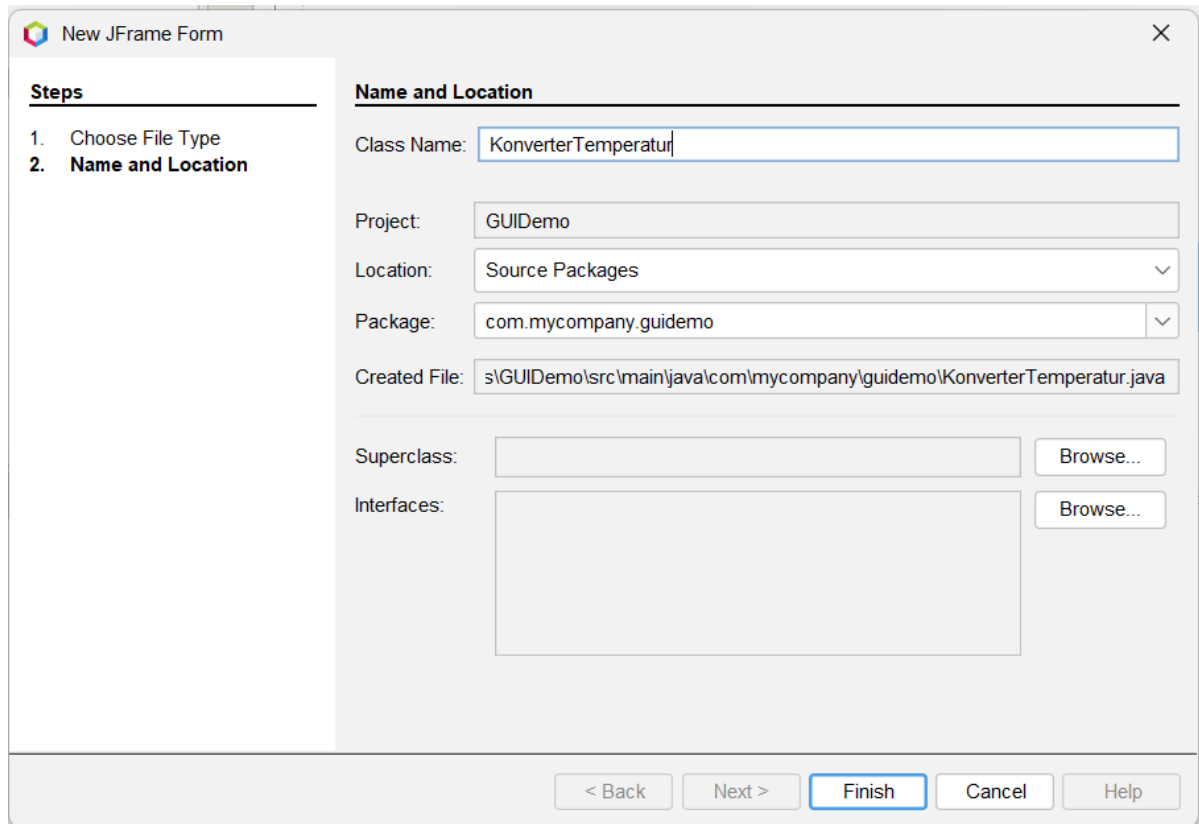 New JFrame Form
Steps
1. Choose File Type
2. Name and Location
Name and Location
Class Name: KonverterTemperatur
Project: GUIDemo
Location: Source Packages
Package: com.mycompany.guidemo
Created File: s\GUIDemo\src\main\java\com\mycompany\guidemo\KonverterTemperatur.java
Superclass: Browse...
Interfaces: Browse...
< Back Next > Finish Cancel Help